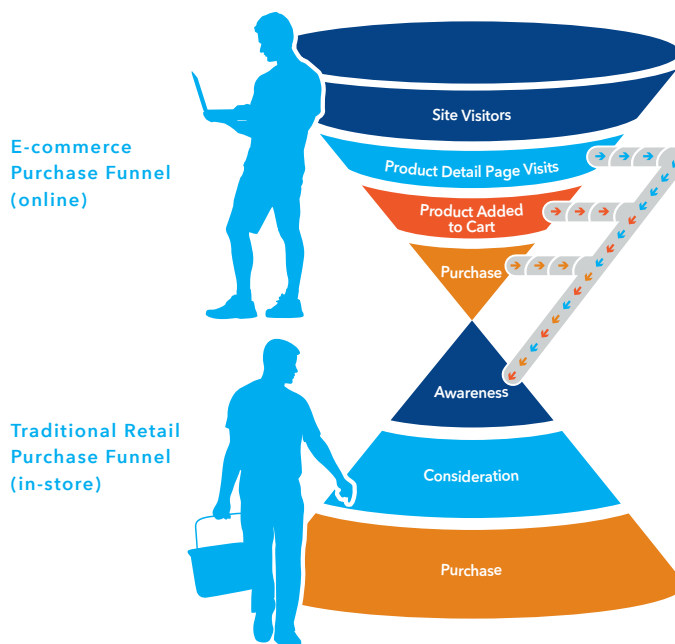 Site Visitors
E-commerce
Purchase Funnel
(online)
Product Detail Page Visits
Product Added
to Cart
Purchase
Awareness
Traditional Retail
Purchase Funnel
(in-store)
Consideration
Purchase